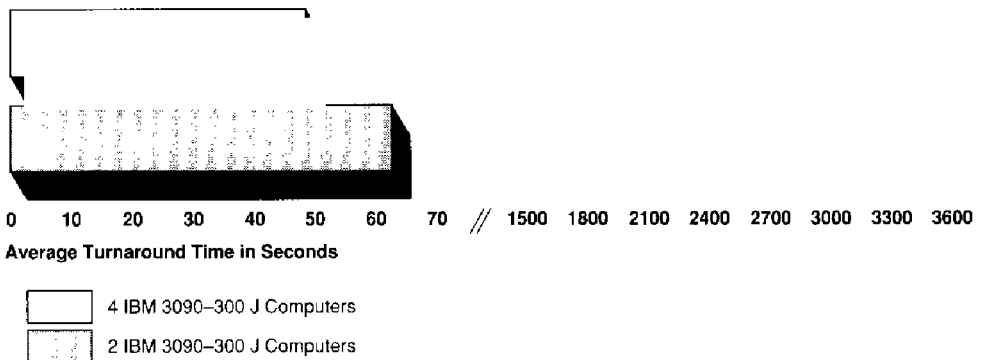 0 10 20 30 40 50 60 70 // 1500 1800 2100 2400 2700 3000 3300 3600
Average Turnaround Time in Seconds
4 IBM 3090–300 J Computers
2 IBM 3090–300 J Computers